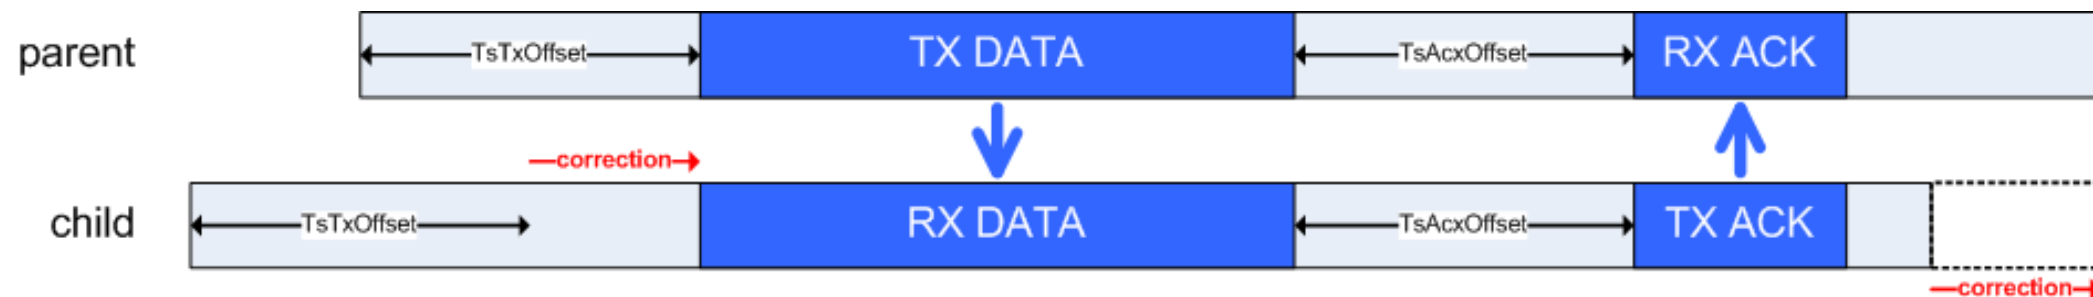 parent TsTxOffset TX DATA TsAcxOffset RX ACK
correction
child TsTxOffset RX DATA TsAcxOffset TX ACK
correction